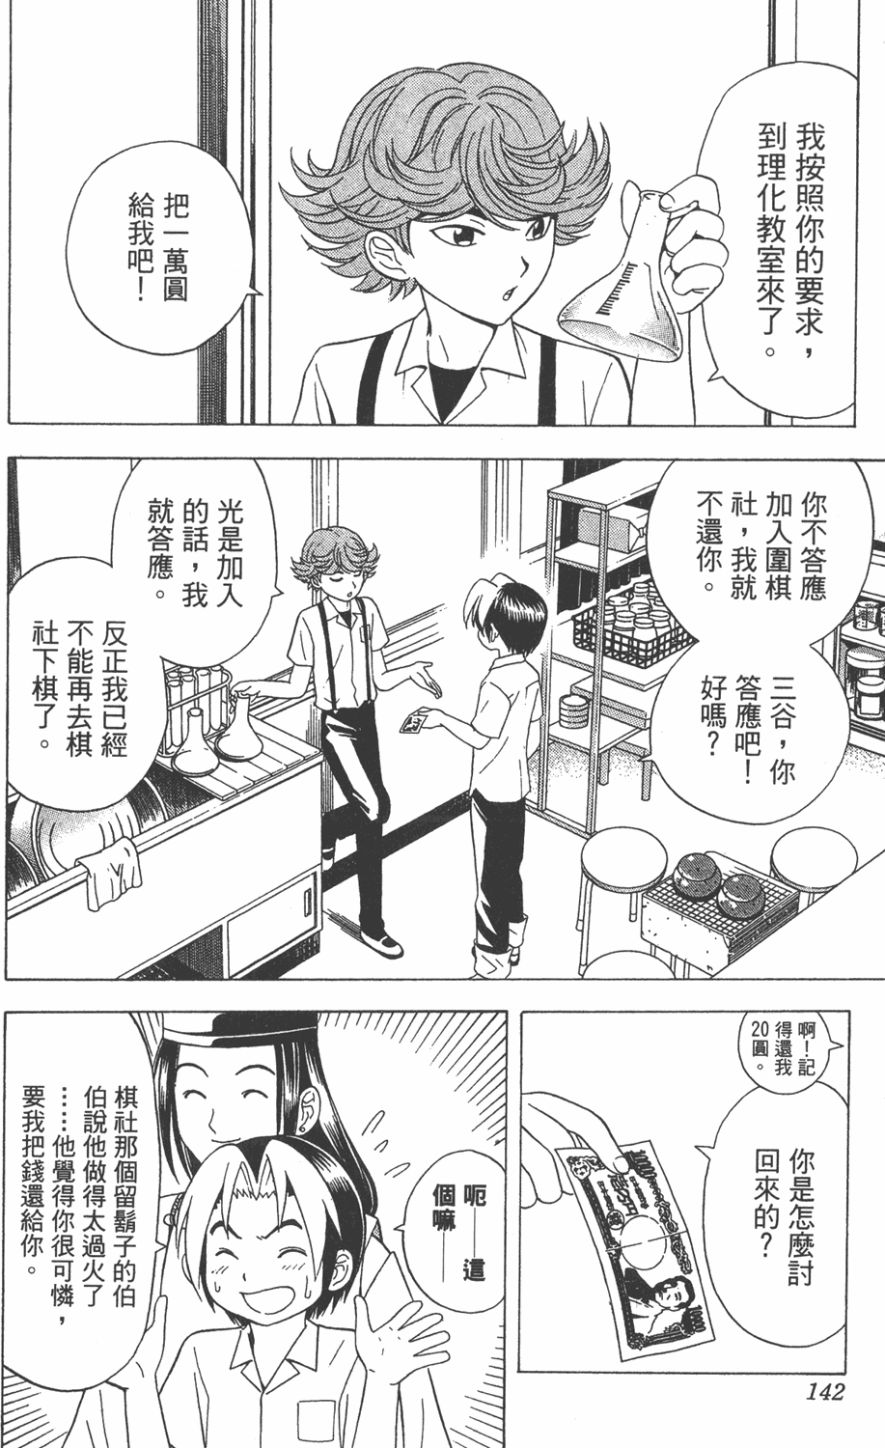 我按照你的要求，
到理化教室來了。
把一萬圓
給我吧！
你不答應
加入圍棋
社，我就
不還你。
三谷，你
答應吧！
好嗎？
光是加入
的話，我
就答應。
反正我已經
不能再去棋
社下棋了。
啊！記
得還我
20圓。
你是怎麼討
回來的？
呃——這
個嘛——
棋社那個留鬍子的伯
伯說他做得太過火了
……他覺得你很可憐，
要我把錢還給你。
142